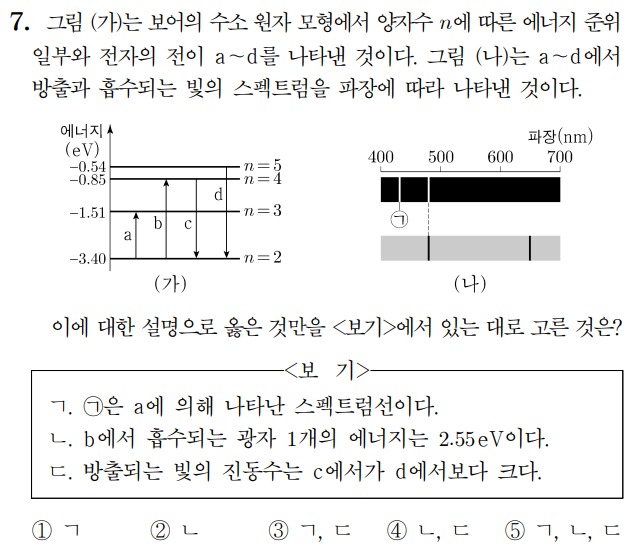 7. 그림 (가)는 보어의 수소 원자 모형에서 양자수 n에 따른 에너지 준위
일부와 전자의 전이 a～d를 나타낸 것이다. 그림 (나)는 a～d에서
방출과 흡수되는 빛의 스펙트럼을 파장에 따라 나타낸 것이다.
에너지
(eV)
-0.54 n=5
-0.85 n=4
-1.51 n=3
-3.40 n=2
a b c d
(가)
파장(nm)
400 500 600 700
㉠
(나)
이에 대한 설명으로 옳은 것만을 <보기>에서 있는 대로 고른 것은?
<보 기>
ㄱ. ㉠은 a에 의해 나타난 스펙트럼선이다.
ㄴ. b에서 흡수되는 광자 1개의 에너지는 2.55eV이다.
ㄷ. 방출되는 빛의 진동수는 c에서가 d에서보다 크다.
① ㄱ ② ㄴ ③ ㄱ, ㄷ ④ ㄴ, ㄷ ⑤ ㄱ, ㄴ, ㄷ